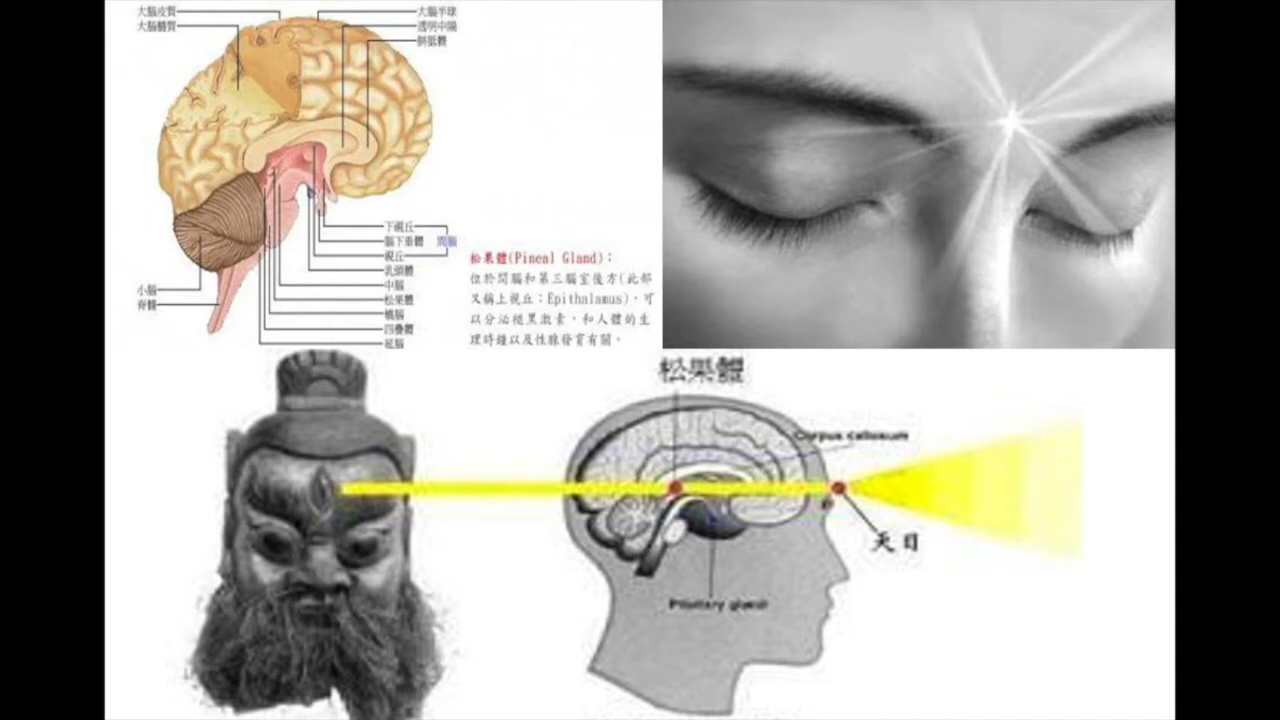 大腦皮質
大腦髓質
大腦半球
透明中隔
胼胝體
下視丘
腦下垂體
間腦
視丘
乳頭體
中腦
松果體
橋腦
四疊體
延腦
小腦
脊髓
松果體(Pineal Gland)：
位於間腦和第三腦室後方(此部
又稱上視丘：Epithalamus)，可
以分泌褪黑激素，和人體的生
理時鐘以及性腺發育有關。
松果體
Corpus callosum
天目
Pituitary gland